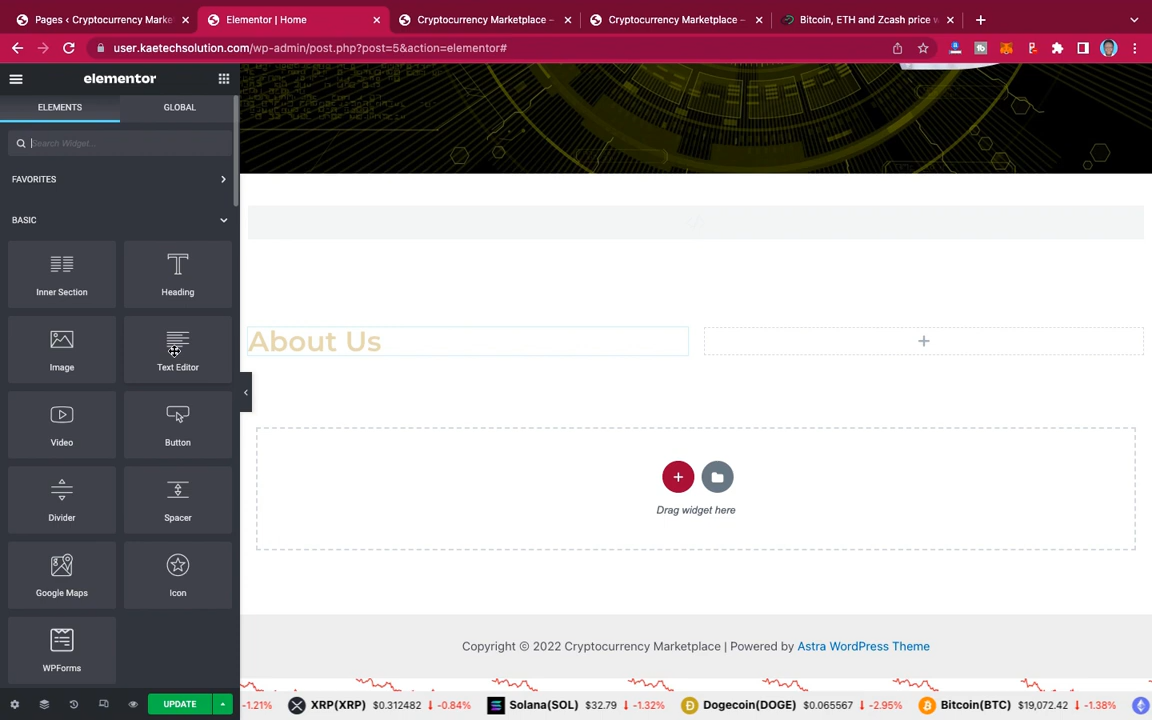 Pages < Cryptocurrency Marke
Elementor | Home
Cryptocurrency Marketplace –
Cryptocurrency Marketplace –
Bitcoin, ETH and Zcash price w
user.kaetechsolution.com/wp-admin/post.php?post=5&action=elementor#
elementor
ELEMENTS
GLOBAL
Search Widget...
FAVORITES
BASIC
Inner Section
Heading
Image
Text Editor
Video
Button
Divider
Spacer
Google Maps
Icon
WPForms
UPDATE
About Us
Drag widget here
Copyright © 2022 Cryptocurrency Marketplace | Powered by Astra WordPress Theme
-1.21% XRP(XRP) $0.312482 ↓ -0.84% Solana(SOL) $32.79 ↓ -1.32% Dogecoin(DOGE) $0.065567 ↓ -2.95% Bitcoin(BTC) $19,072.42 ↓ -1.38%